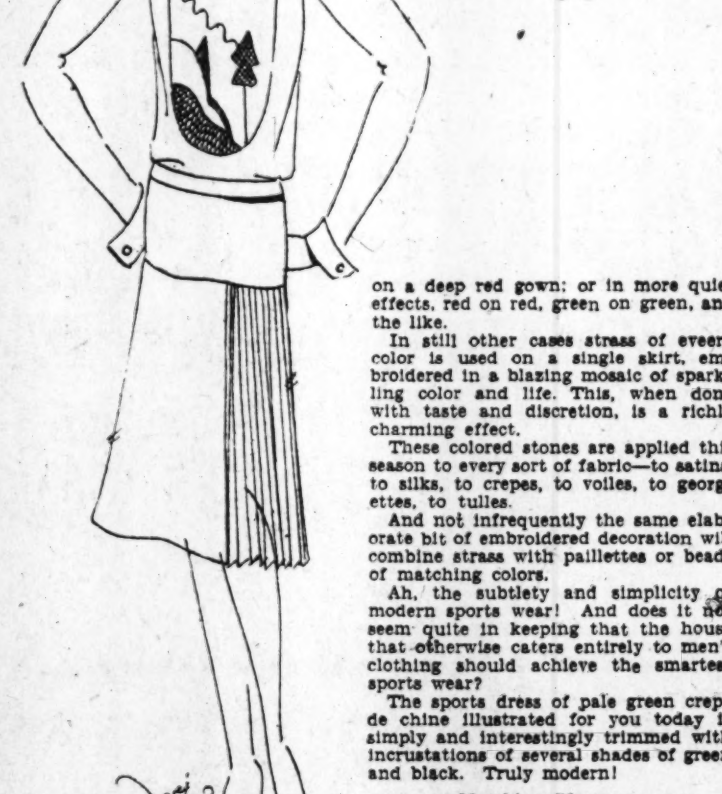 on a deep red gown; or in more quie
effects, red on red, green on green, an
the like.
In still other cases strass of eveer
color is used on a single skirt, em
broidered in a blazing mosaic of spark
ling color and life. This, when don
with taste and discretion, is a richl
charming effect.
These colored stones are applied thi
season to every sort of fabric—to satins
to silks, to crepes, to voiles, to georg
ettes, to tulles.
And not infrequently the same elab
orate bit of embroidered decoration wil
combine strass with paillettes or bead
of matching colors.
Ah, the subtlety and simplicity o
modern sports wear! And does it no
seem quite in keeping that the hous
that otherwise caters entirely to men'
clothing should achieve the smartes
sports wear?
The sports dress of pale green crep
de chine illustrated for you today i
simply and interestingly trimmed with
incrustations of several shades of green
and black. Truly modern!